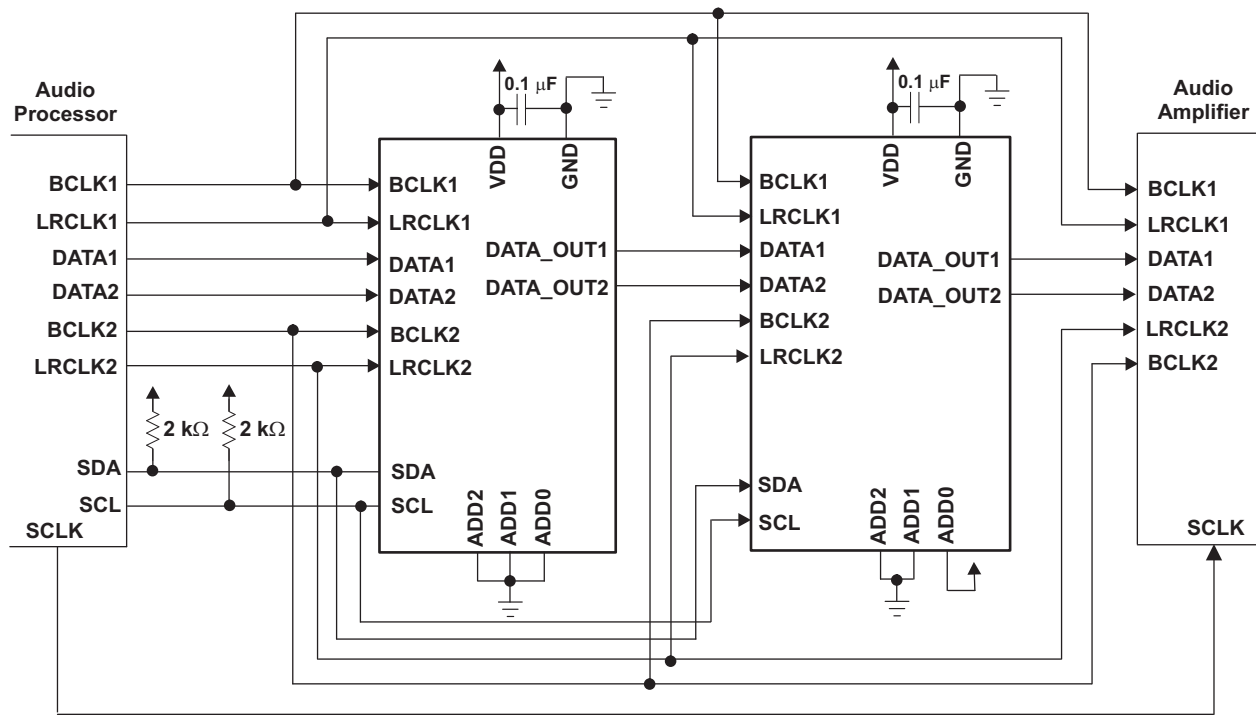 Audio
Processor
BCLK1
LRCLK1
DATA1
DATA2
BCLK2
LRCLK2
2 kΩ
2 kΩ
SDA
SCL
SCLK
0.1 μF
VDD
GND
BCLK1
LRCLK1
DATA1
DATA2
BCLK2
LRCLK2
DATA_OUT1
DATA_OUT2
SDA
SCL
ADD2
ADD1
ADD0
0.1 μF
VDD
GND
BCLK1
LRCLK1
DATA1
DATA2
BCLK2
LRCLK2
DATA_OUT1
DATA_OUT2
SDA
SCL
ADD2
ADD1
ADD0
Audio
Amplifier
BCLK1
LRCLK1
DATA1
DATA2
LRCLK2
BCLK2
SCLK